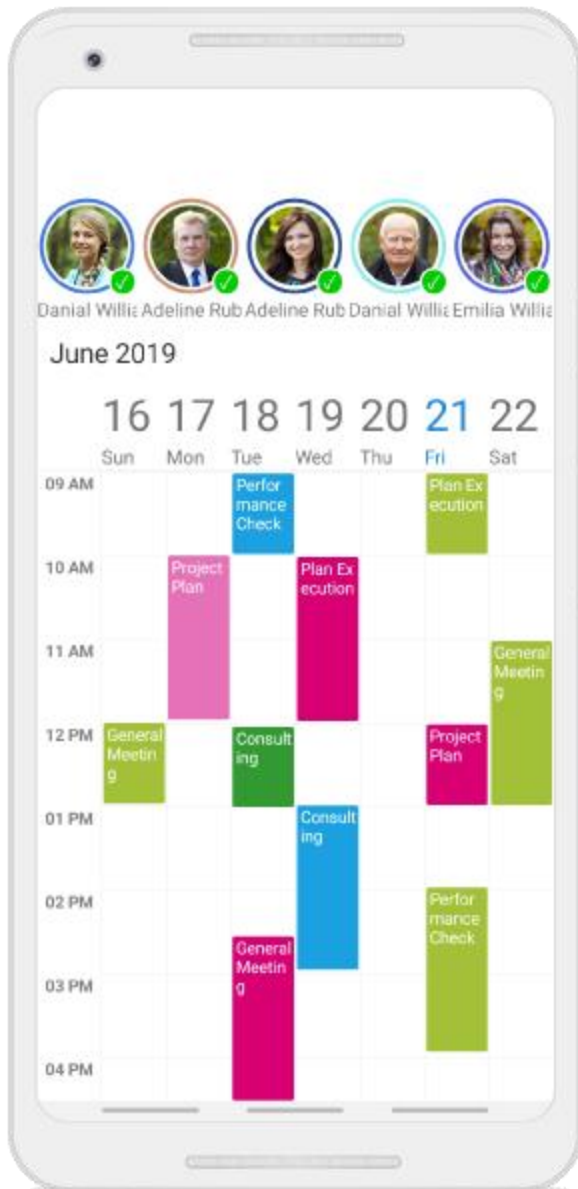 Danial Willia Adeline Rub Adeline Rub Danial Willia Emilia Willia
June 2019
16 17 18 19 20 21 22
Sun Mon Tue Wed Thu Fri Sat
09 AM
Perfor
mance
Check
Plan Ex
ecution
10 AM
Project
Plan
Plan Ex
ecution
11 AM
General
Meetin
g
12 PM
General
Meetin
g
Consult
ing
Project
Plan
01 PM
Consult
ing
02 PM
Perfor
mance
Check
General
Meetin
g
03 PM
04 PM